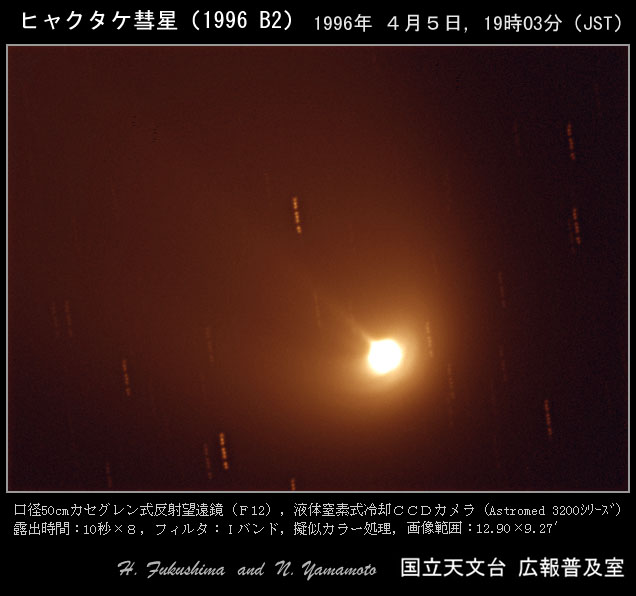 ヒャクタケ彗星（1996 B2） 1996年 ４月５日，19時03分（JST）
口径50cmカセグレン式反射望遠鏡（Ｆ12），液体窒素式冷却ＣＣＤカメラ（Astromed 3200ｼﾘｰｽﾞ）
露出時間：10秒×８，フィルタ：Ｉバンド，擬似カラー処理，画像範囲：12.90×9.27′
H. Fukushima and N. Yamamoto 国立天文台 広報普及室